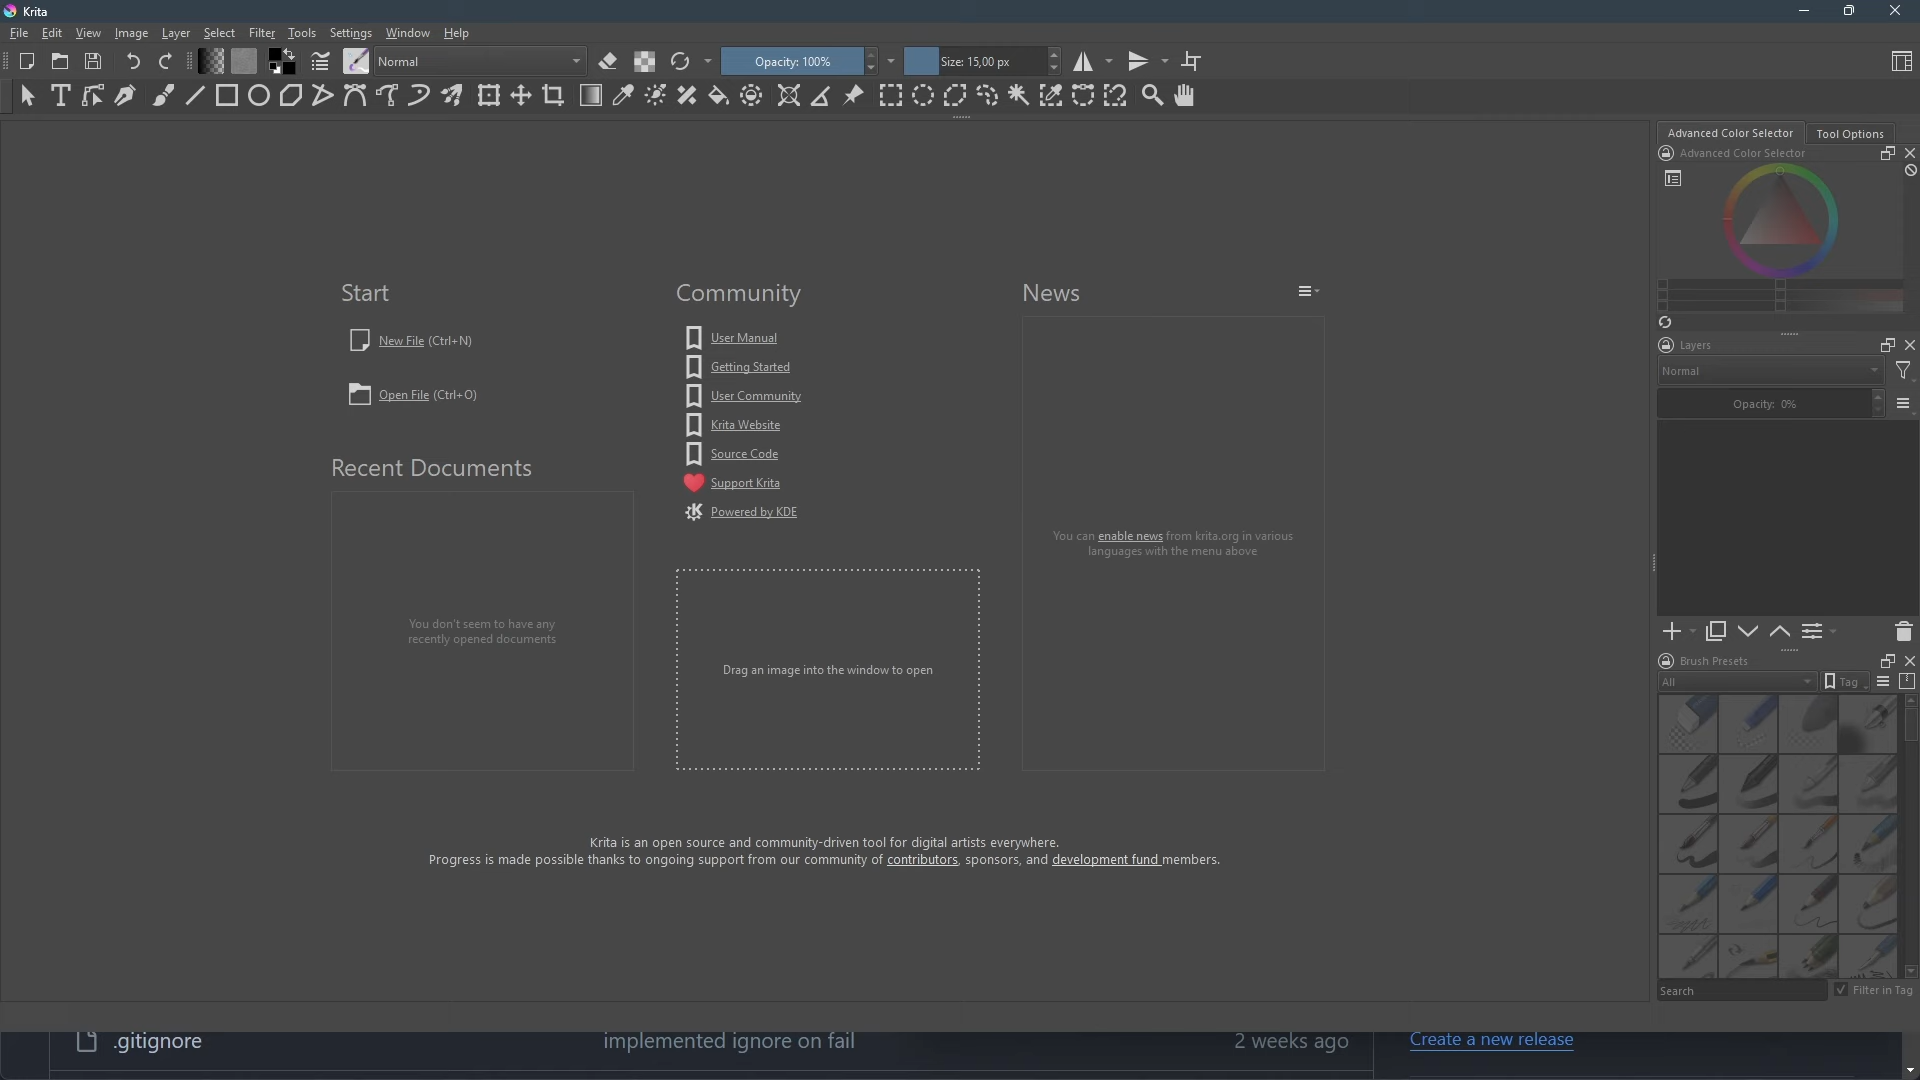 Krita
File Edit View Image Layer Select Filter Tools Settings Window Help
Normal
Opacity: 100%
Size: 15,00 px
Advanced Color Selector
Tool Options
Advanced Color Selector
Start
New File (Ctrl+N)
Open File (Ctrl+O)
Recent Documents
You don't seem to have any
recently opened documents
Community
User Manual
Getting Started
User Community
Krita Website
Source Code
Support Krita
Powered by KDE
Drag an image into the window to open
News
You can enable news from krita.org in various
languages with the menu above
Krita is an open source and community-driven tool for digital artists everywhere.
Progress is made possible thanks to ongoing support from our community of contributors, sponsors, and development fund members.
Layers
Normal
Opacity: 0%
Brush Presets
All
Tag
Search
Filter in Tag
.gitignore
implemented ignore on fail
2 weeks ago
Create a new release